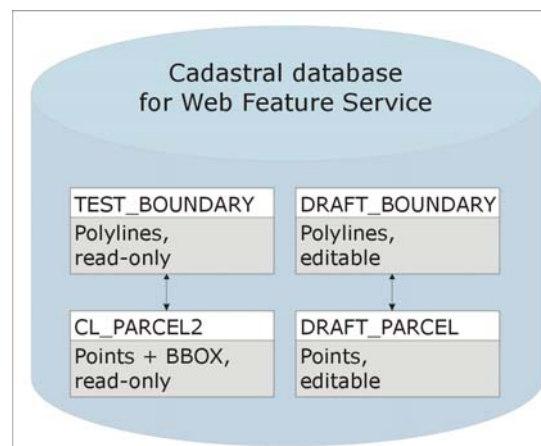 Cadastral database
for Web Feature Service
TEST_BOUNDARY
Polylines,
read-only
DRAFT_BOUNDARY
Polylines,
editable
CL_PARCEL2
Points + BBOX,
read-only
DRAFT_PARCEL
Points,
editable